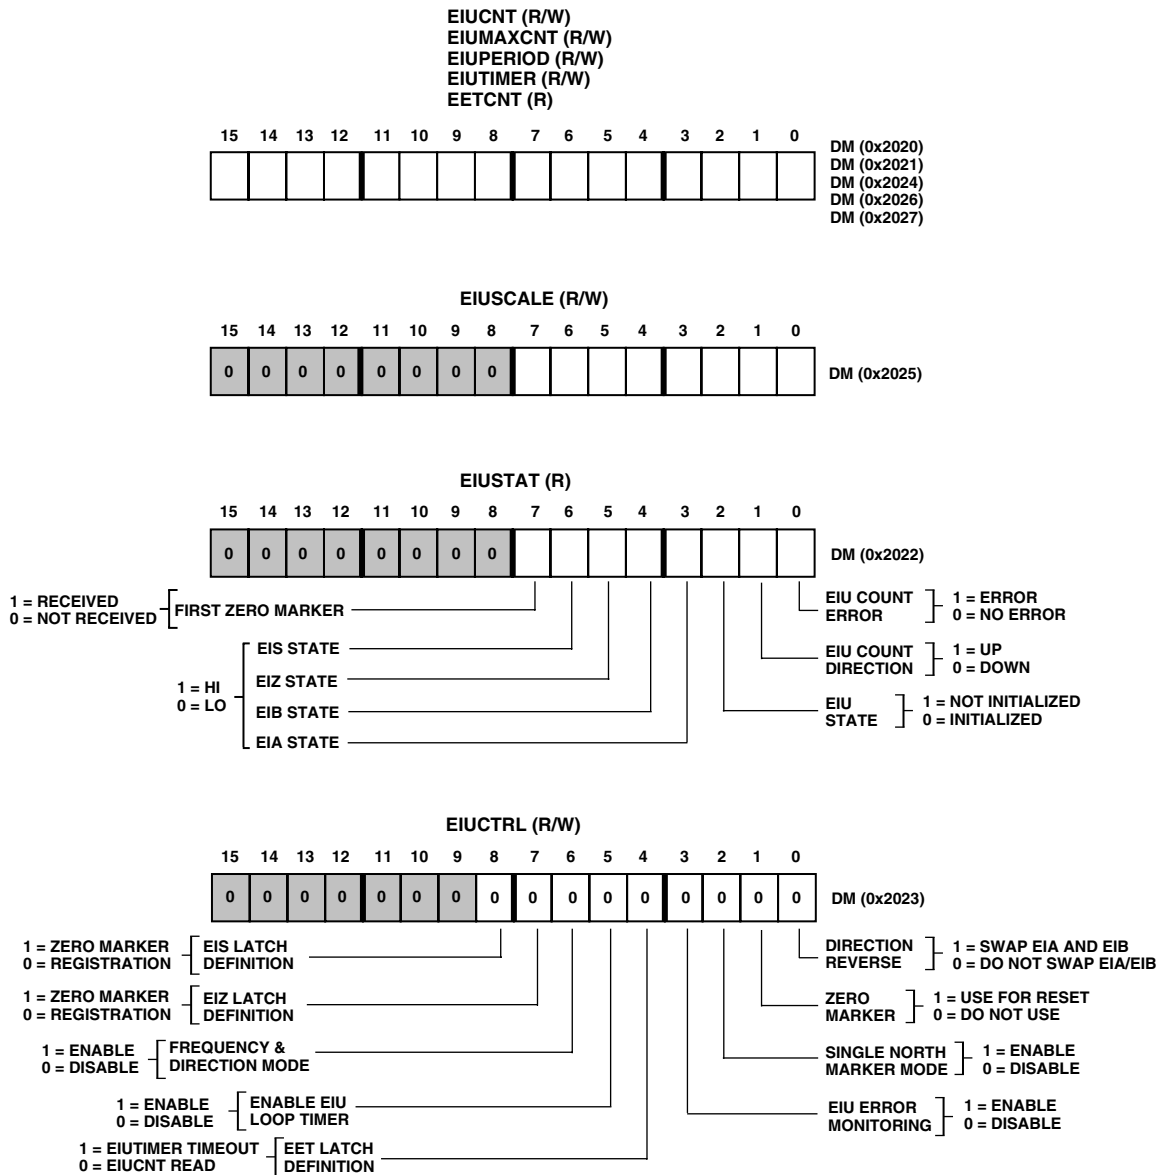 EIUCNT (R/W)
EIUMAXCNT (R/W)
EIUPERIOD (R/W)
EIUTIMER (R/W)
EETCNT (R)
15 14 13 12 11 10 9 8 7 6 5 4 3 2 1 0
DM (0x2020)
DM (0x2021)
DM (0x2024)
DM (0x2026)
DM (0x2027)
EIUSCALE (R/W)
15 14 13 12 11 10 9 8 7 6 5 4 3 2 1 0
0 0 0 0 0 0 0 0
DM (0x2025)
EIUSTAT (R)
15 14 13 12 11 10 9 8 7 6 5 4 3 2 1 0
0 0 0 0 0 0 0 0
DM (0x2022)
1 = RECEIVED
0 = NOT RECEIVED
FIRST ZERO MARKER
EIS STATE
EIZ STATE
EIB STATE
EIA STATE
1 = HI
0 = LO
EIU COUNT
ERROR
1 = ERROR
0 = NO ERROR
EIU COUNT
DIRECTION
1 = UP
0 = DOWN
EIU
STATE
1 = NOT INITIALIZED
0 = INITIALIZED
EIUCTRL (R/W)
15 14 13 12 11 10 9 8 7 6 5 4 3 2 1 0
0 0 0 0 0 0 0 0 0 0 0 0 0 0 0 0
DM (0x2023)
1 = ZERO MARKER
0 = REGISTRATION
EIS LATCH
DEFINITION
1 = ZERO MARKER
0 = REGISTRATION
EIZ LATCH
DEFINITION
1 = ENABLE
0 = DISABLE
FREQUENCY &
DIRECTION MODE
1 = ENABLE
0 = DISABLE
ENABLE EIU
LOOP TIMER
1 = EIUTIMER TIMEOUT
0 = EIUCNT READ
EET LATCH
DEFINITION
DIRECTION
REVERSE
1 = SWAP EIA AND EIB
0 = DO NOT SWAP EIA/EIB
ZERO
MARKER
1 = USE FOR RESET
0 = DO NOT USE
SINGLE NORTH
MARKER MODE
1 = ENABLE
0 = DISABLE
EIU ERROR
MONITORING
1 = ENABLE
0 = DISABLE